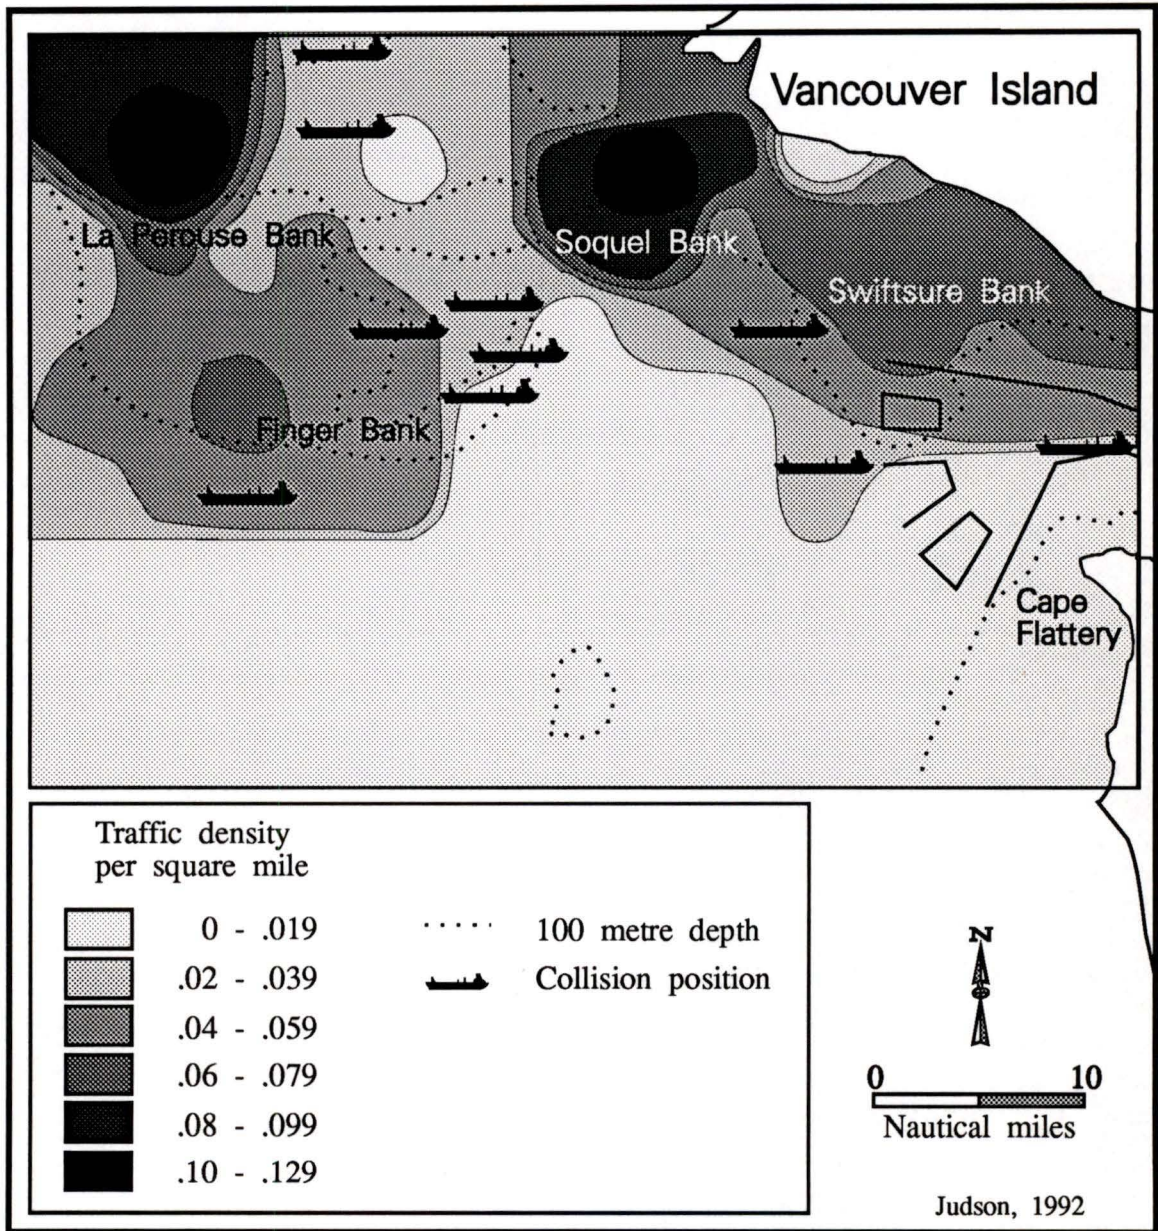 Vancouver Island
La Perouse Bank
Soquel Bank
Swiftsure Bank
Finger Bank
Cape
Flattery
Traffic density
per square mile
0 - .019
.02 - .039
.04 - .059
.06 - .079
.08 - .099
.10 - .129
100 metre depth
Collision position
N
0 10
Nautical miles
Judson, 1992